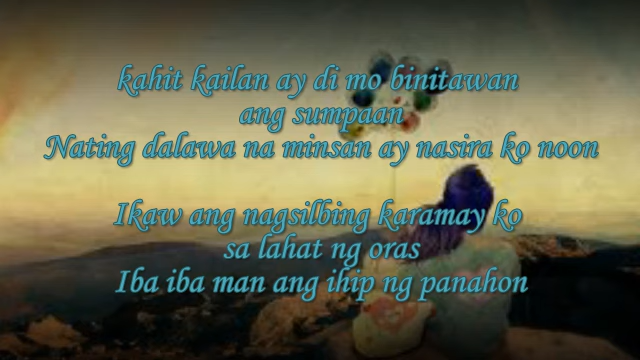 kahit kailan ay di mo binitawan
ang sumpaan
Nating dalawa na minsan ay nasira ko noon
Ikaw ang nagsilbing karamay ko
sa lahat ng oras
Iba iba man ang ihip ng panahon